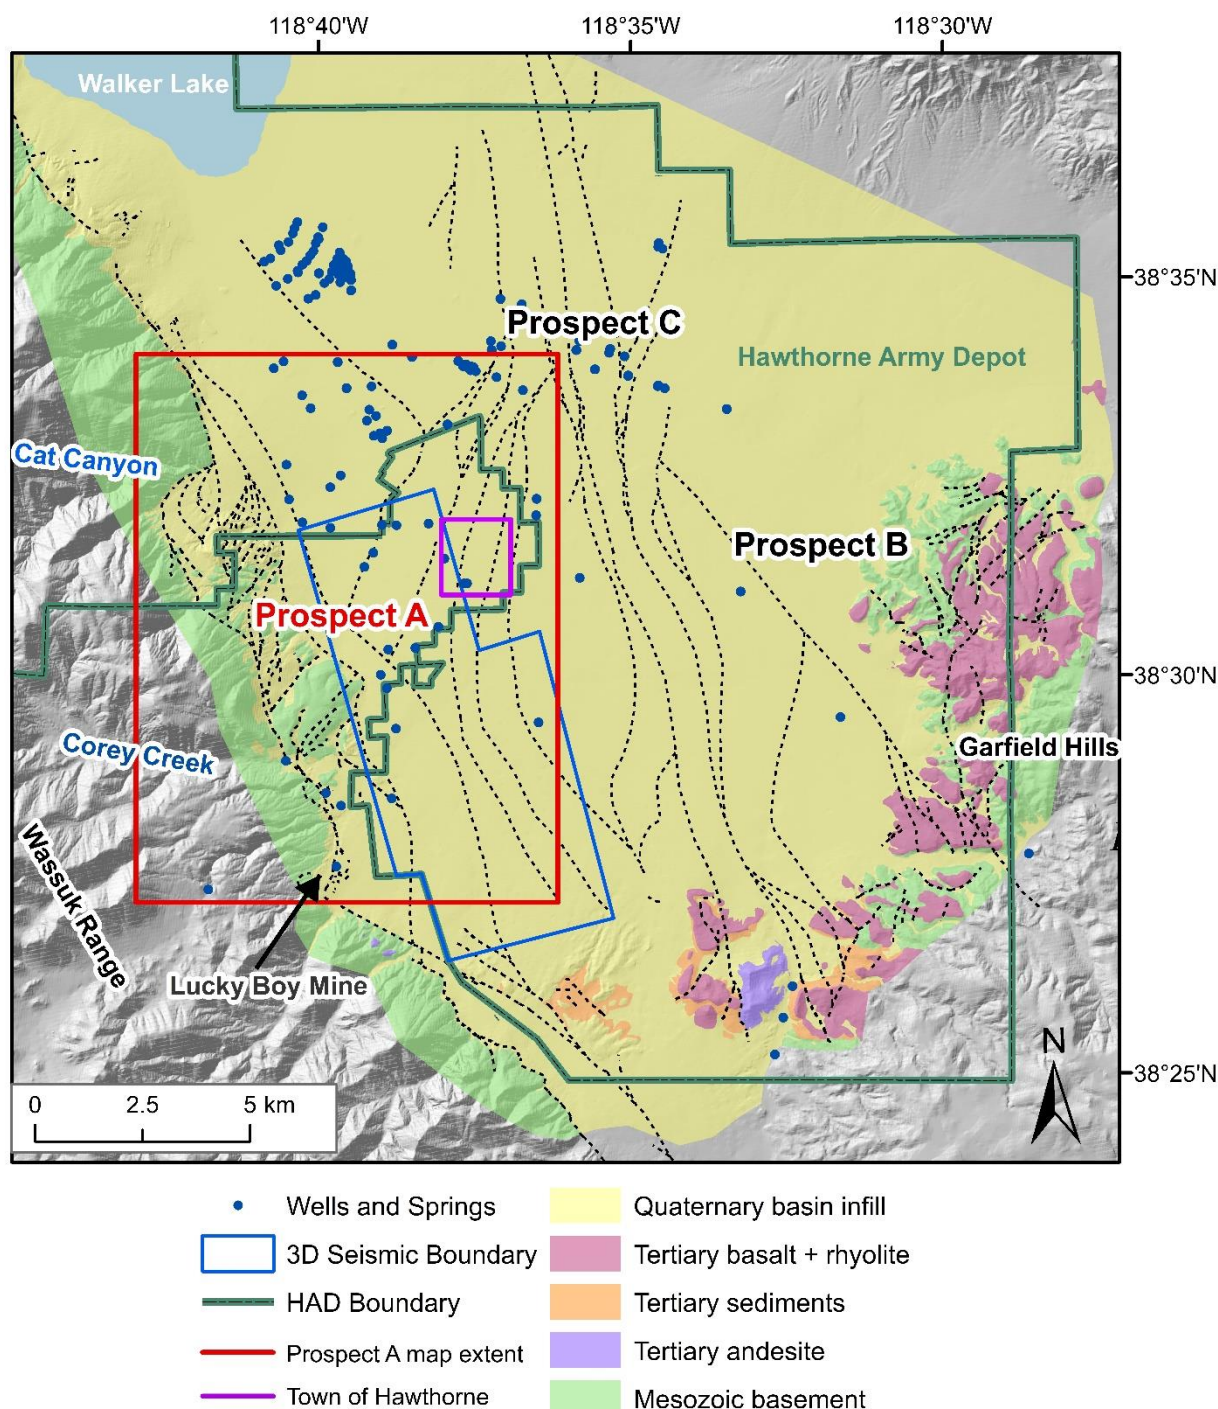 118°40'W
118°35'W
118°30'W
Walker Lake
38°35'N
Prospect C
Hawthorne Army Depot
Cat Canyon
Prospect B
Prospect A
38°30'N
Corey Creek
Garfield Hills
Wassuk Range
Lucky Boy Mine
N
38°25'N
0 2.5 5 km
Wells and Springs
3D Seismic Boundary
HAD Boundary
Prospect A map extent
Town of Hawthorne
Quaternary basin infill
Tertiary basalt + rhyolite
Tertiary sediments
Tertiary andesite
Mesozoic basement